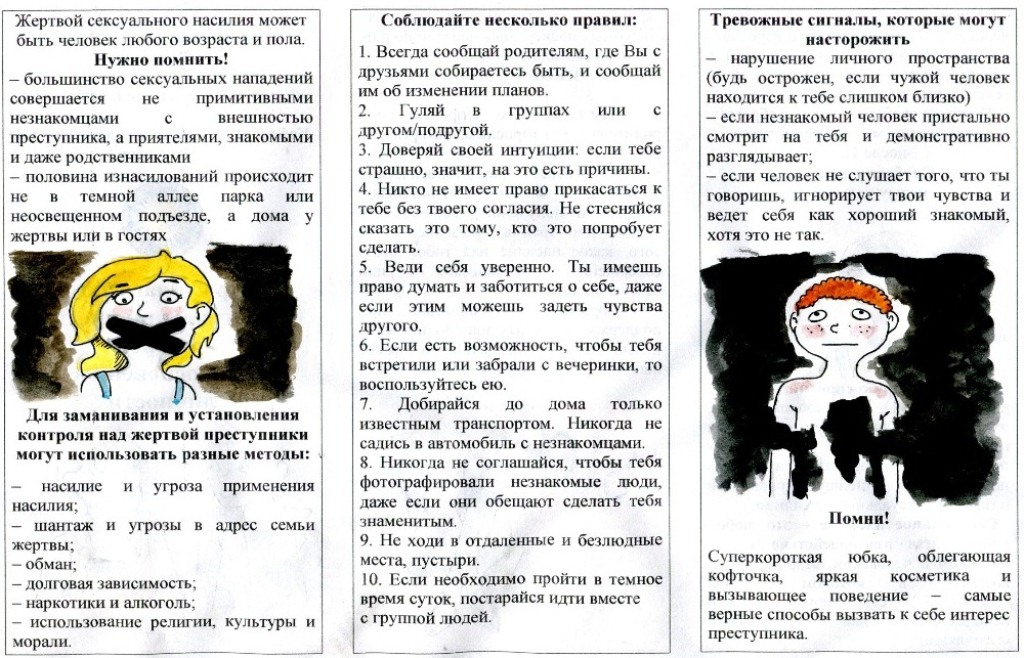 Жертвой сексуального насилия может
быть человек любого возраста и пола.
Нужно помнить!
– большинство сексуальных нападений
совершается не примитивными
незнакомцами с внешностью
преступника, а приятелями, знакомыми
и даже родственниками
– половина изнасилований происходит
не в темной аллее парка или
неосвещенном подъезде, а дома у
жертвы или в гостях
Для заманивания и установления
контроля над жертвой преступники
могут использовать разные методы:
– насилие и угроза применения
насилия;
– шантаж и угрозы в адрес семьи
жертвы;
– обман;
– долговая зависимость;
– наркотики и алкоголь;
– использование религии, культуры и
морали.
Соблюдайте несколько правил:
1. Всегда сообщай родителям, где Вы с
друзьями собираетесь быть, и сообщай
им об изменении планов.
2. Гуляй в группах или с
другом/подругой.
3. Доверяй своей интуиции: если тебе
страшно, значит, на это есть причины.
4. Никто не имеет право прикасаться к
тебе без твоего согласия. Не стесняйся
сказать это тому, кто это попробует
сделать.
5. Веди себя уверенно. Ты имеешь
право думать и заботиться о себе, даже
если этим можешь задеть чувства
другого.
6. Если есть возможность, чтобы тебя
встретили или забрали с вечеринки, то
воспользуйтесь ею.
7. Добирайся до дома только
известным транспортом. Никогда не
садись в автомобиль с незнакомцами.
8. Никогда не соглашайся, чтобы тебя
фотографировали незнакомые люди,
даже если они обещают сделать тебя
знаменитым.
9. Не ходи в отдаленные и безлюдные
места, пустыри.
10. Если необходимо пройти в темное
время суток, постарайся идти вместе
с группой людей.
Тревожные сигналы, которые могут
насторожить
– нарушение личного пространства
(будь острожен, если чужой человек
находится к тебе слишком близко)
– если незнакомый человек пристально
смотрит на тебя и демонстративно
разглядывает;
– если человек не слушает того, что ты
говоришь, игнорирует твои чувства и
ведет себя как хороший знакомый,
хотя это не так.
Помни!
Суперкороткая юбка, облегающая
кофточка, яркая косметика и
вызывающее поведение – самые
верные способы вызвать к себе интерес
преступника.